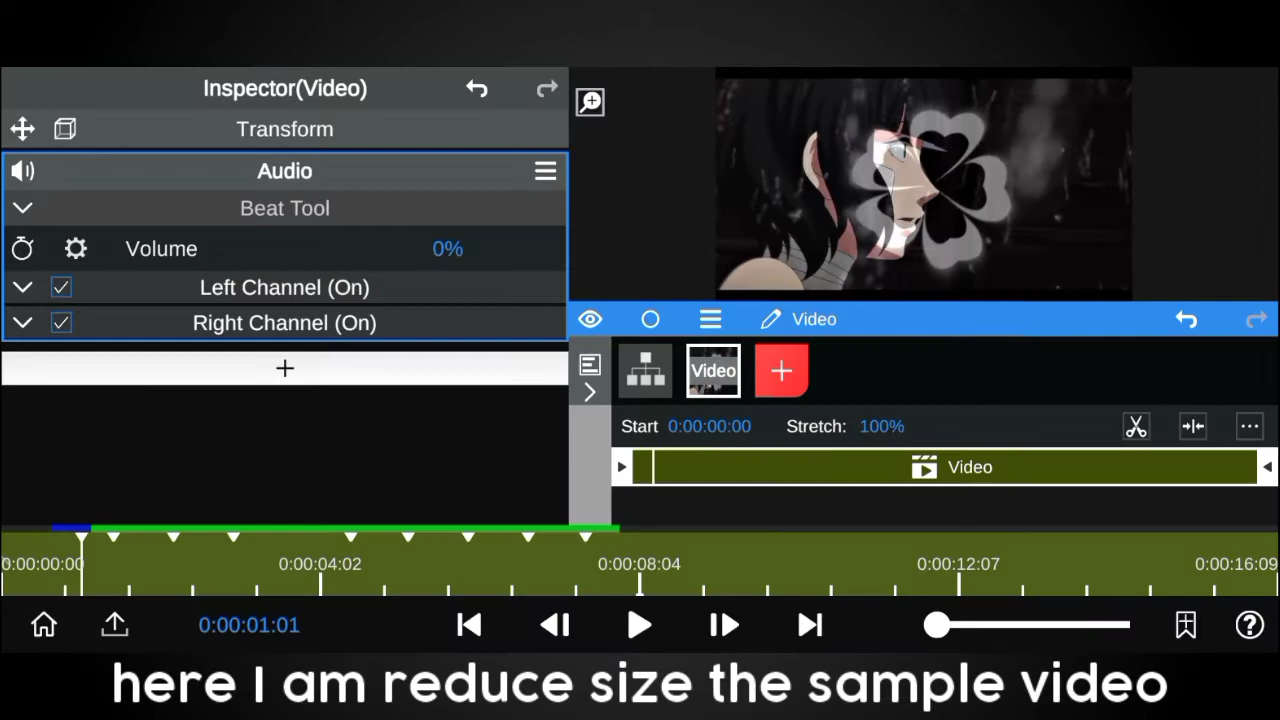 Inspector(Video)
Transform
Audio
Beat Tool
Volume 0%
Left Channel (On)
Right Channel (On)
+
Video
Video
+
Start 0:00:00:00 Stretch: 100%
Video
0:00:00:00 0:00:04:02 0:00:08:04 0:00:12:07 0:00:16:09
0:00:01:01
?
here I am reduce size the sample video